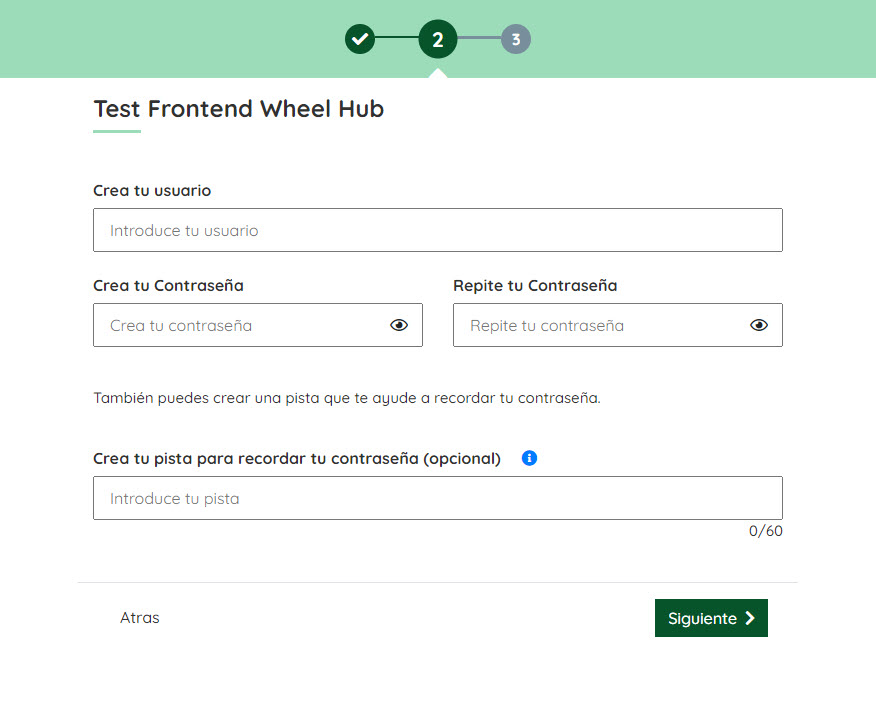 2
3
Test Frontend Wheel Hub
Crea tu usuario
Introduce tu usuario
Crea tu Contraseña
Repite tu Contraseña
Crea tu contraseña
Repite tu contraseña
También puedes crear una pista que te ayude a recordar tu contraseña.
Crea tu pista para recordar tu contraseña (opcional)
Introduce tu pista
0/60
Atras
Siguiente